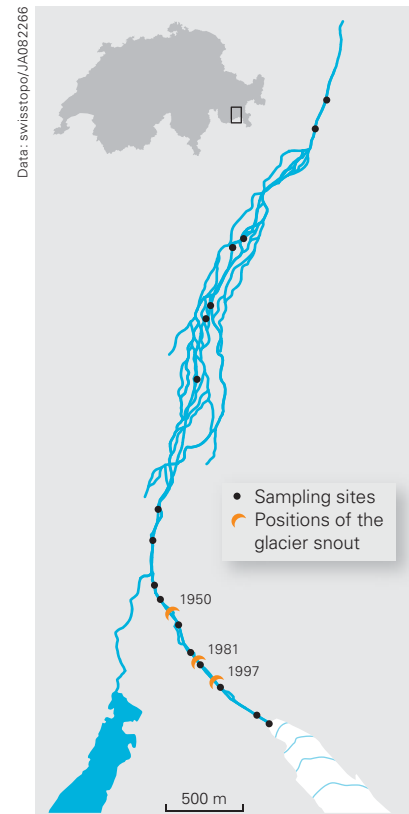 Data: swisstopo/JA082266
Sampling sites
Positions of the
glacier snout
1950
1981
1997
500 m